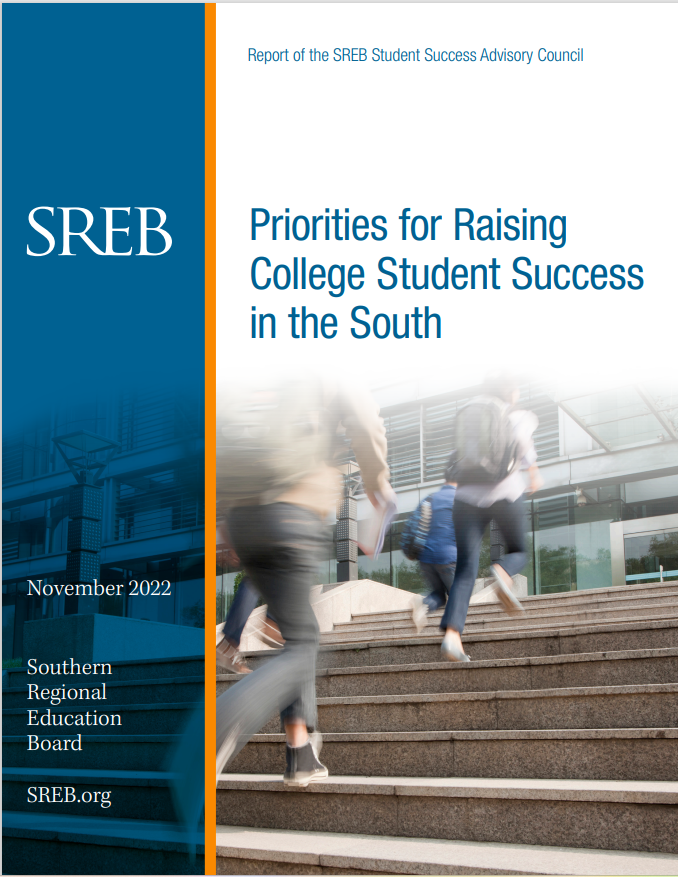 Report of the SREB Student Success Advisory Council
SREB
Priorities for Raising
College Student Success
in the South
November 2022
Southern
Regional
Education
Board
SREB.org